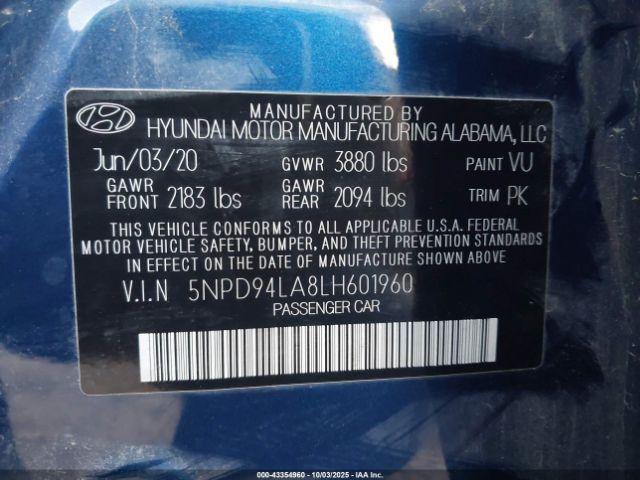 MANUFACTURED BY
HYUNDAI MOTOR MANUFACTURING ALABAMA, LLC
Jun/03/20 GVWR 3880 lbs PAINT VU
GAWR FRONT 2183 lbs GAWR REAR 2094 lbs TRIM PK
THIS VEHICLE CONFORMS TO ALL APPLICABLE U.S.A. FEDERAL
MOTOR VEHICLE SAFETY, BUMPER, AND THEFT PREVENTION STANDARDS
IN EFFECT ON THE DATE OF MANUFACTURE SHOWN ABOVE.
V.I.N 5NPD94LA8LH601960
PASSENGER CAR
000 - 43354960 - 10/03/2025 - IAA Inc.